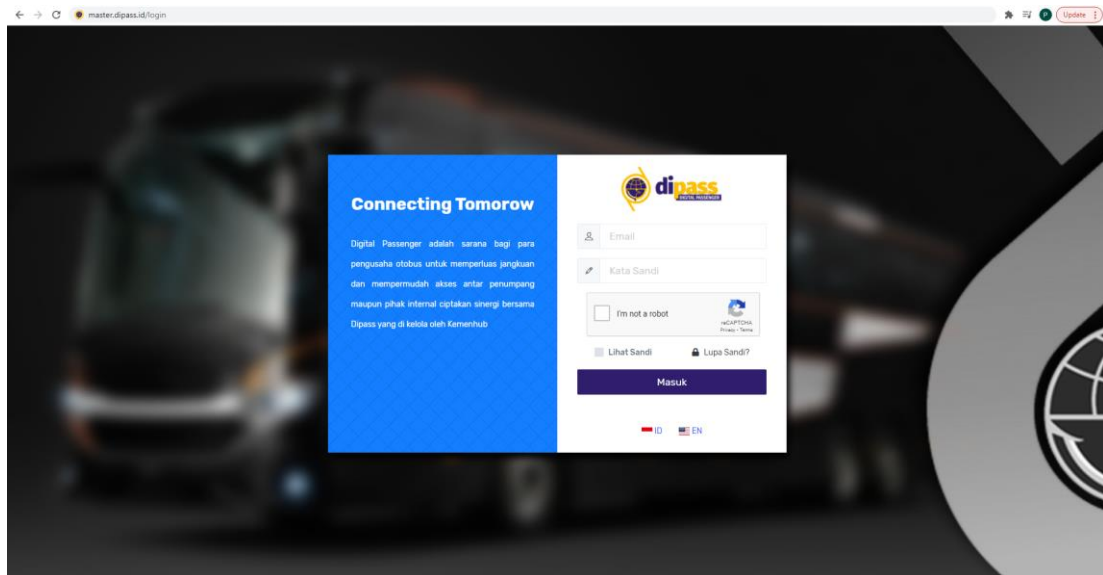 master.dipass.id/login
P
Update
Connecting Tomorow
Digital Passenger adalah sarana bagi para
pengusaha otobus untuk memperluas jangkuan
dan mempermudah akses antar penumpang
maupun pihak internal ciptakan sinergi bersama
Dipass yang di kelola oleh Kemenhub
dipass
DIGITAL PASSENGER
Email
Kata Sandi
I'm not a robot
reCAPTCHA
Privacy - Terms
Lihat Sandi
Lupa Sandi?
Masuk
ID
EN